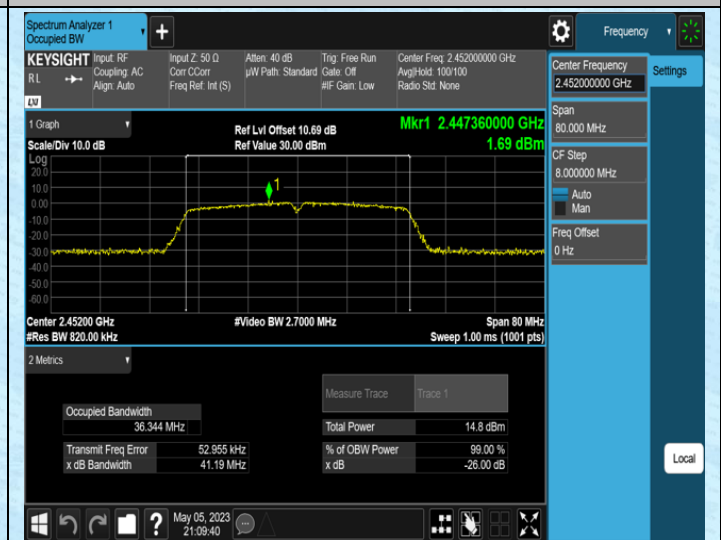 Spectrum Analyzer 1
Occupied BW
Frequency
KEYSIGHT
Input: RF
Coupling: AC
Align: Auto
Input Z: 50 Ω
Corr CCorr
Freq Ref: Int (S)
Atten: 40 dB
µW Path: Standard
Trig: Free Run
Gate: Off
#IF Gain: Low
Center Freq: 2.452000000 GHz
Avg|Hold: 100/100
Radio Std: None
RL
LXI
Center Frequency
2.452000000 GHz
Settings
Span
80.000 MHz
CF Step
8.000000 MHz
Auto
Man
Freq Offset
0 Hz
1 Graph
Ref Lvl Offset 10.69 dB
Mkr1 2.447360000 GHz
Scale/Div 10.0 dB
Ref Value 30.00 dBm
1.69 dBm
Log
20.0
10.0
0.00
-10.0
-20.0
-30.0
-40.0
-50.0
-60.0
1
Center 2.45200 GHz
#Video BW 2.7000 MHz
Span 80 MHz
#Res BW 820.00 kHz
Sweep 1.00 ms (1001 pts)
2 Metrics
Measure Trace
Trace 1
Occupied Bandwidth
36.344 MHz
Total Power
14.8 dBm
Transmit Freq Error
52.955 kHz
% of OBW Power
99.00 %
x dB Bandwidth
41.19 MHz
x dB
-26.00 dB
Local
May 05, 2023
21:09:40